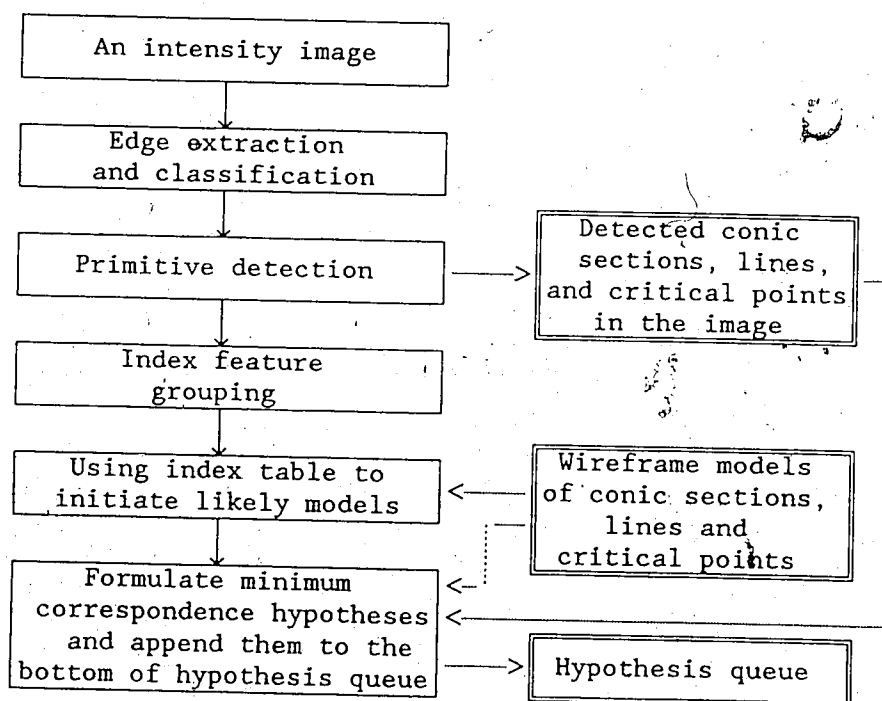 An intensity image
Edge extraction
and classification
Primitive detection
Detected conic
sections, lines,
and critical points
in the image
Index feature
grouping
Using index table to
initiate likely models
Wireframe models
of conic sections,
lines and
critical points
Formulate minimum
correspondence hypotheses
and append them to the
bottom of hypothesis queue
Hypothesis queue